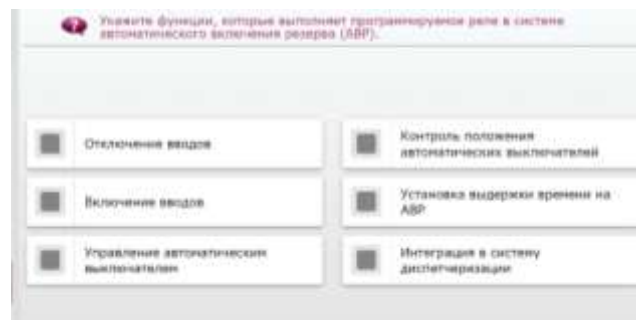 Укажите функции, которые выполняет программируемое реле в системе
автоматического включения резерва (АВР).
Отключение вводов
Контроль положения
автоматических выключателей
Включение вводов
Установка выдержки времени на
АВР
Управление автоматическим
выключателем
Интеграция в систему
диспетчеризации